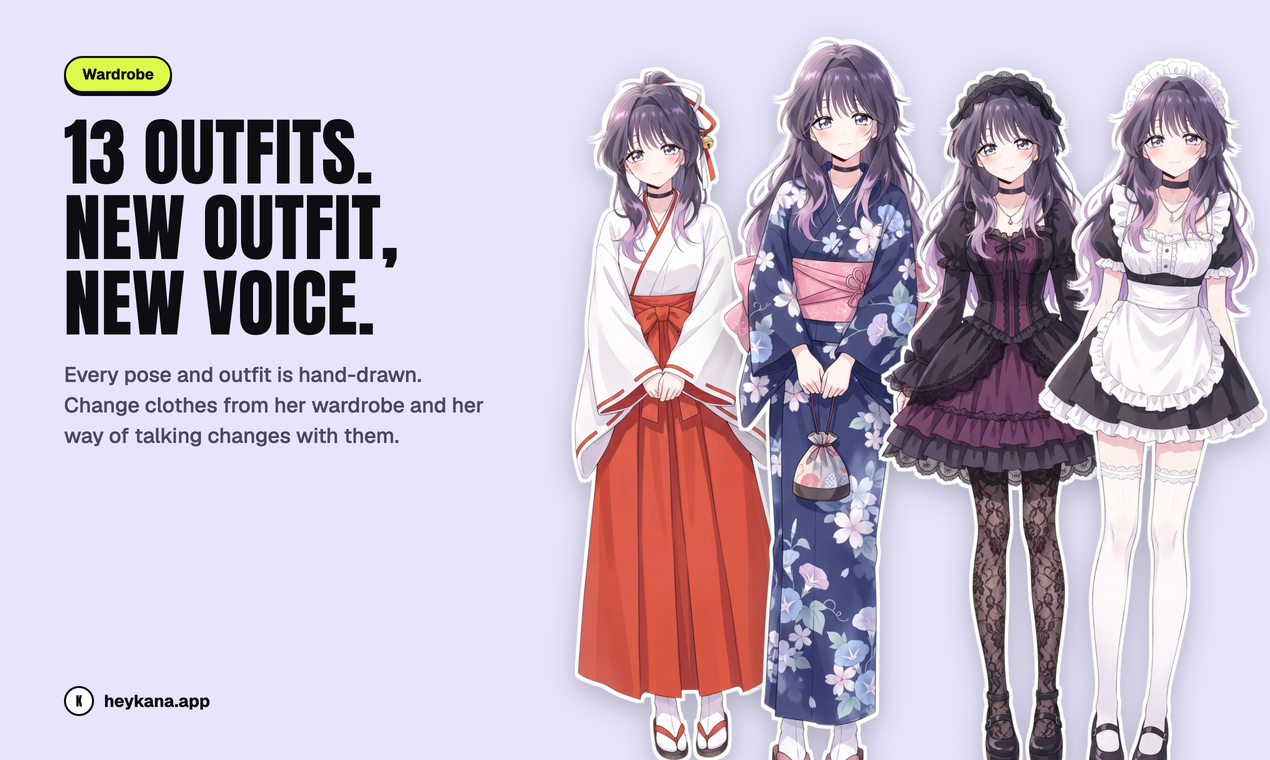 Wardrobe
13 OUTFITS.
NEW OUTFIT,
NEW VOICE.
Every pose and outfit is hand-drawn.
Change clothes from her wardrobe and her
way of talking changes with them.
K heykana.app